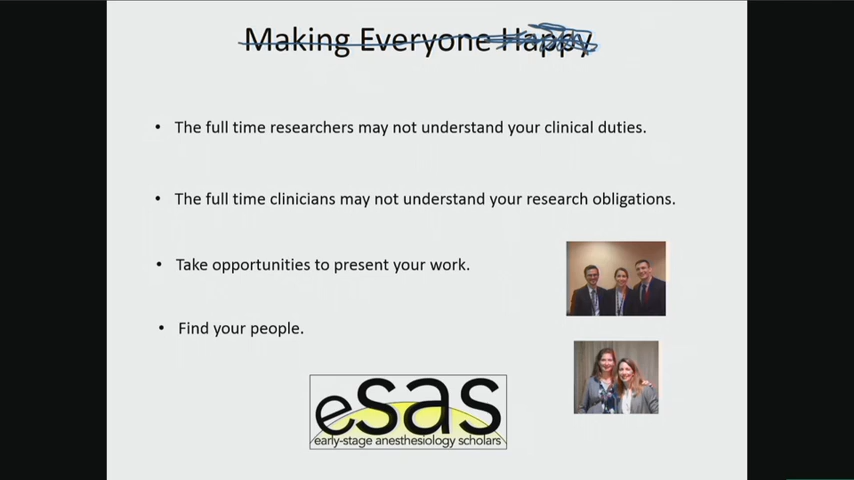 Making Everyone Happy
• The full time researchers may not understand your clinical duties.
• The full time clinicians may not understand your research obligations.
• Take opportunities to present your work.
• Find your people.
esas
early-stage anesthesiology scholars